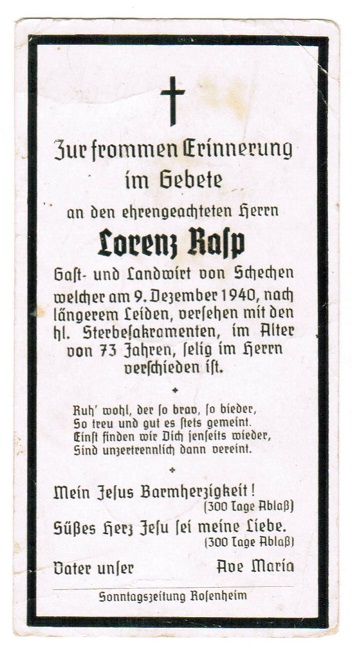 Zur frommen Erinnerung
im Gebete
an den ehrengeachteten Herrn
Lorenz Rasp
Gast- und Landwirt von Schechen
welcher am 9. Dezember 1940, nach
längerem Leiden, versehen mit den
hl. Sterbesakramenten, im Alter
von 73 Jahren, selig im Herrn
verschieden ist.
Ruh' wohl, der so brav, so bieder,
So treu und gut es stets gemeint.
Einst finden wir Dich jenseits wieder,
Sind unzertrennlich dann vereint.
Mein Jesus Barmherzigkeit!
(300 Tage Ablaß)
Süßes Herz Jesu sei meine Liebe.
(300 Tage Ablaß)
Vater unser Ave Maria
Sonntagszeitung Rosenheim